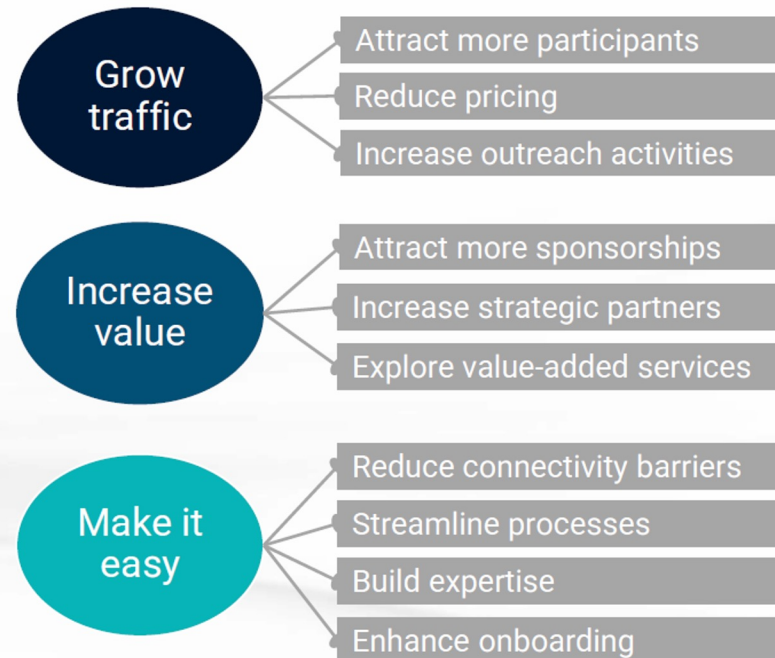 Grow
traffic
Attract more participants
Reduce pricing
Increase outreach activities
Increase
value
Attract more sponsorships
Increase strategic partners
Explore value-added services
Make it
easy
Reduce connectivity barriers
Streamline processes
Build expertise
Enhance onboarding